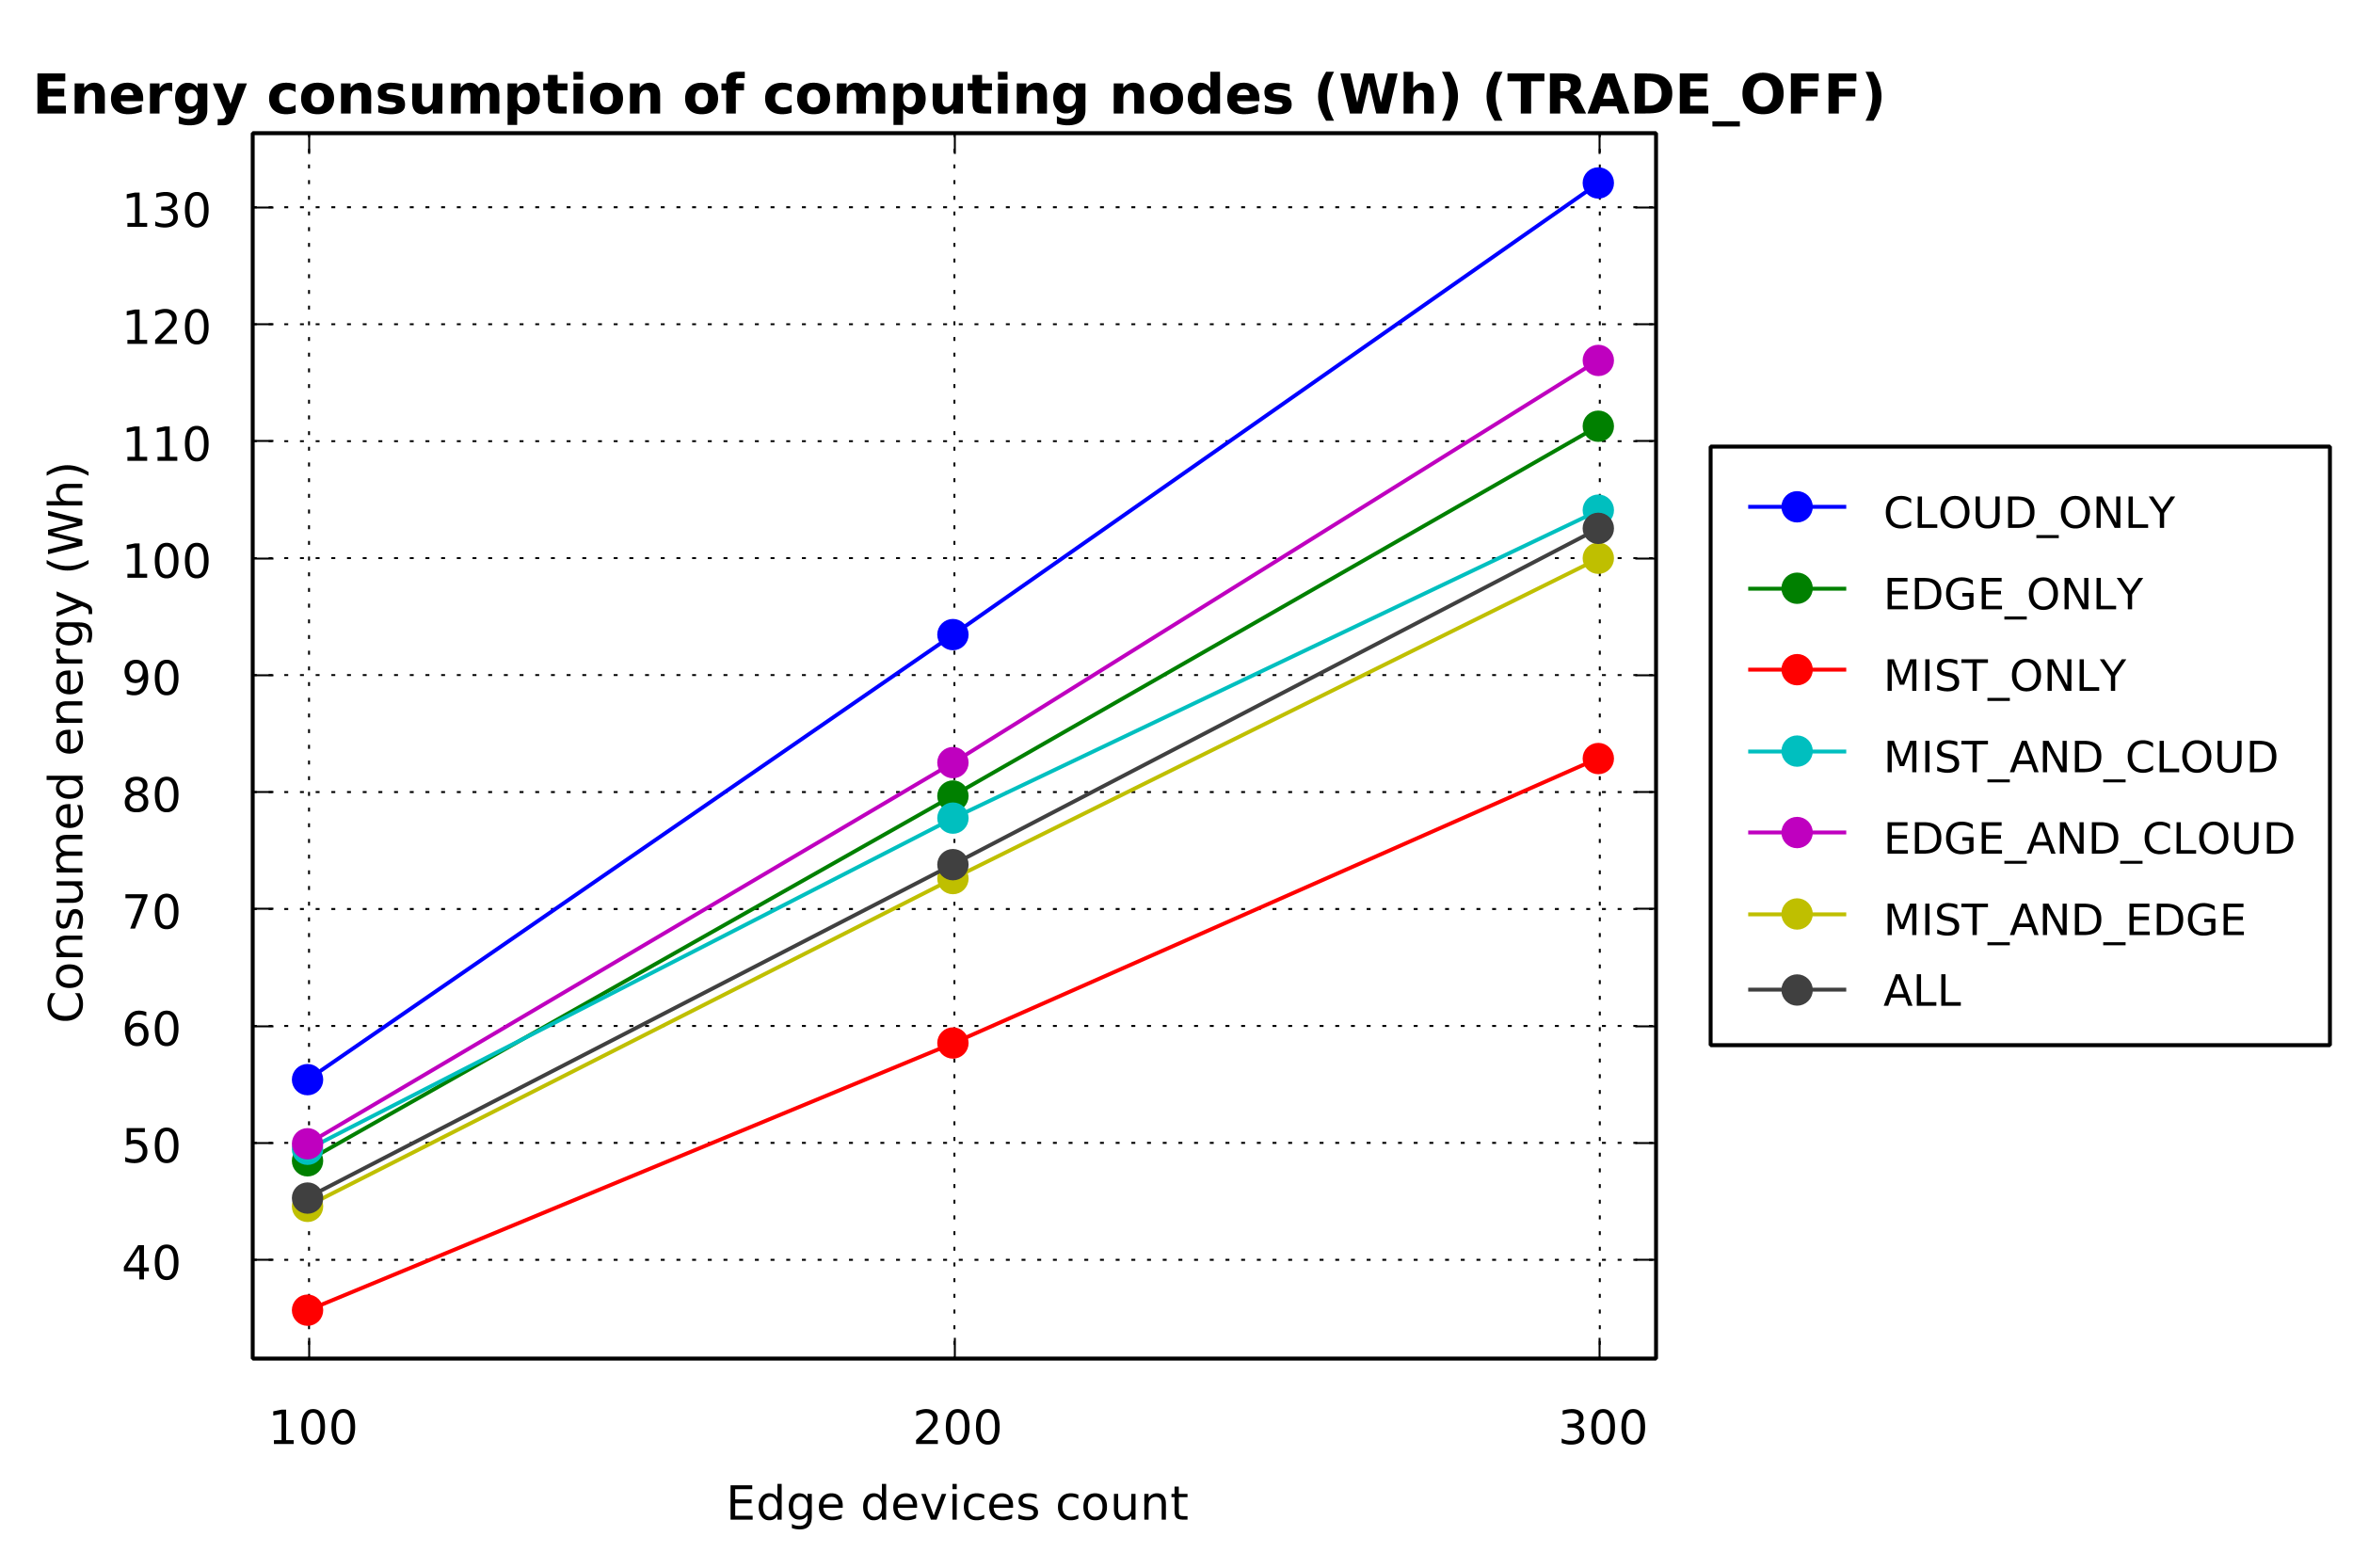 Energy consumption of computing nodes (Wh) (TRADE_OFF)
130
120
110
100
90
80
70
60
50
40
Consumed energy (Wh)
100 200 300
Edge devices count
CLOUD_ONLY
EDGE_ONLY
MIST_ONLY
MIST_AND_CLOUD
EDGE_AND_CLOUD
MIST_AND_EDGE
ALL